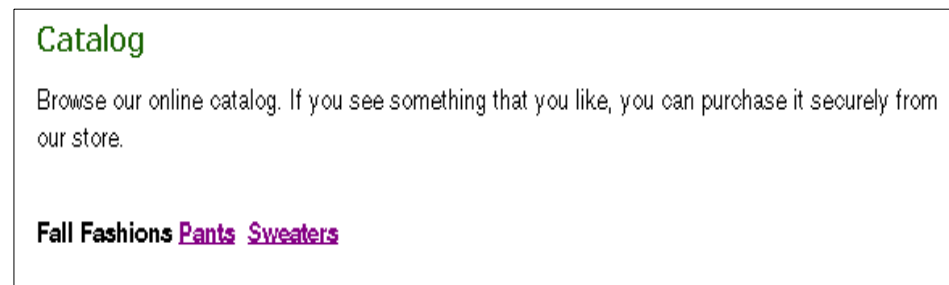 Catalog
Browse our online catalog. If you see something that you like, you can purchase it securely from
our store.
Fall Fashions Pants Sweaters